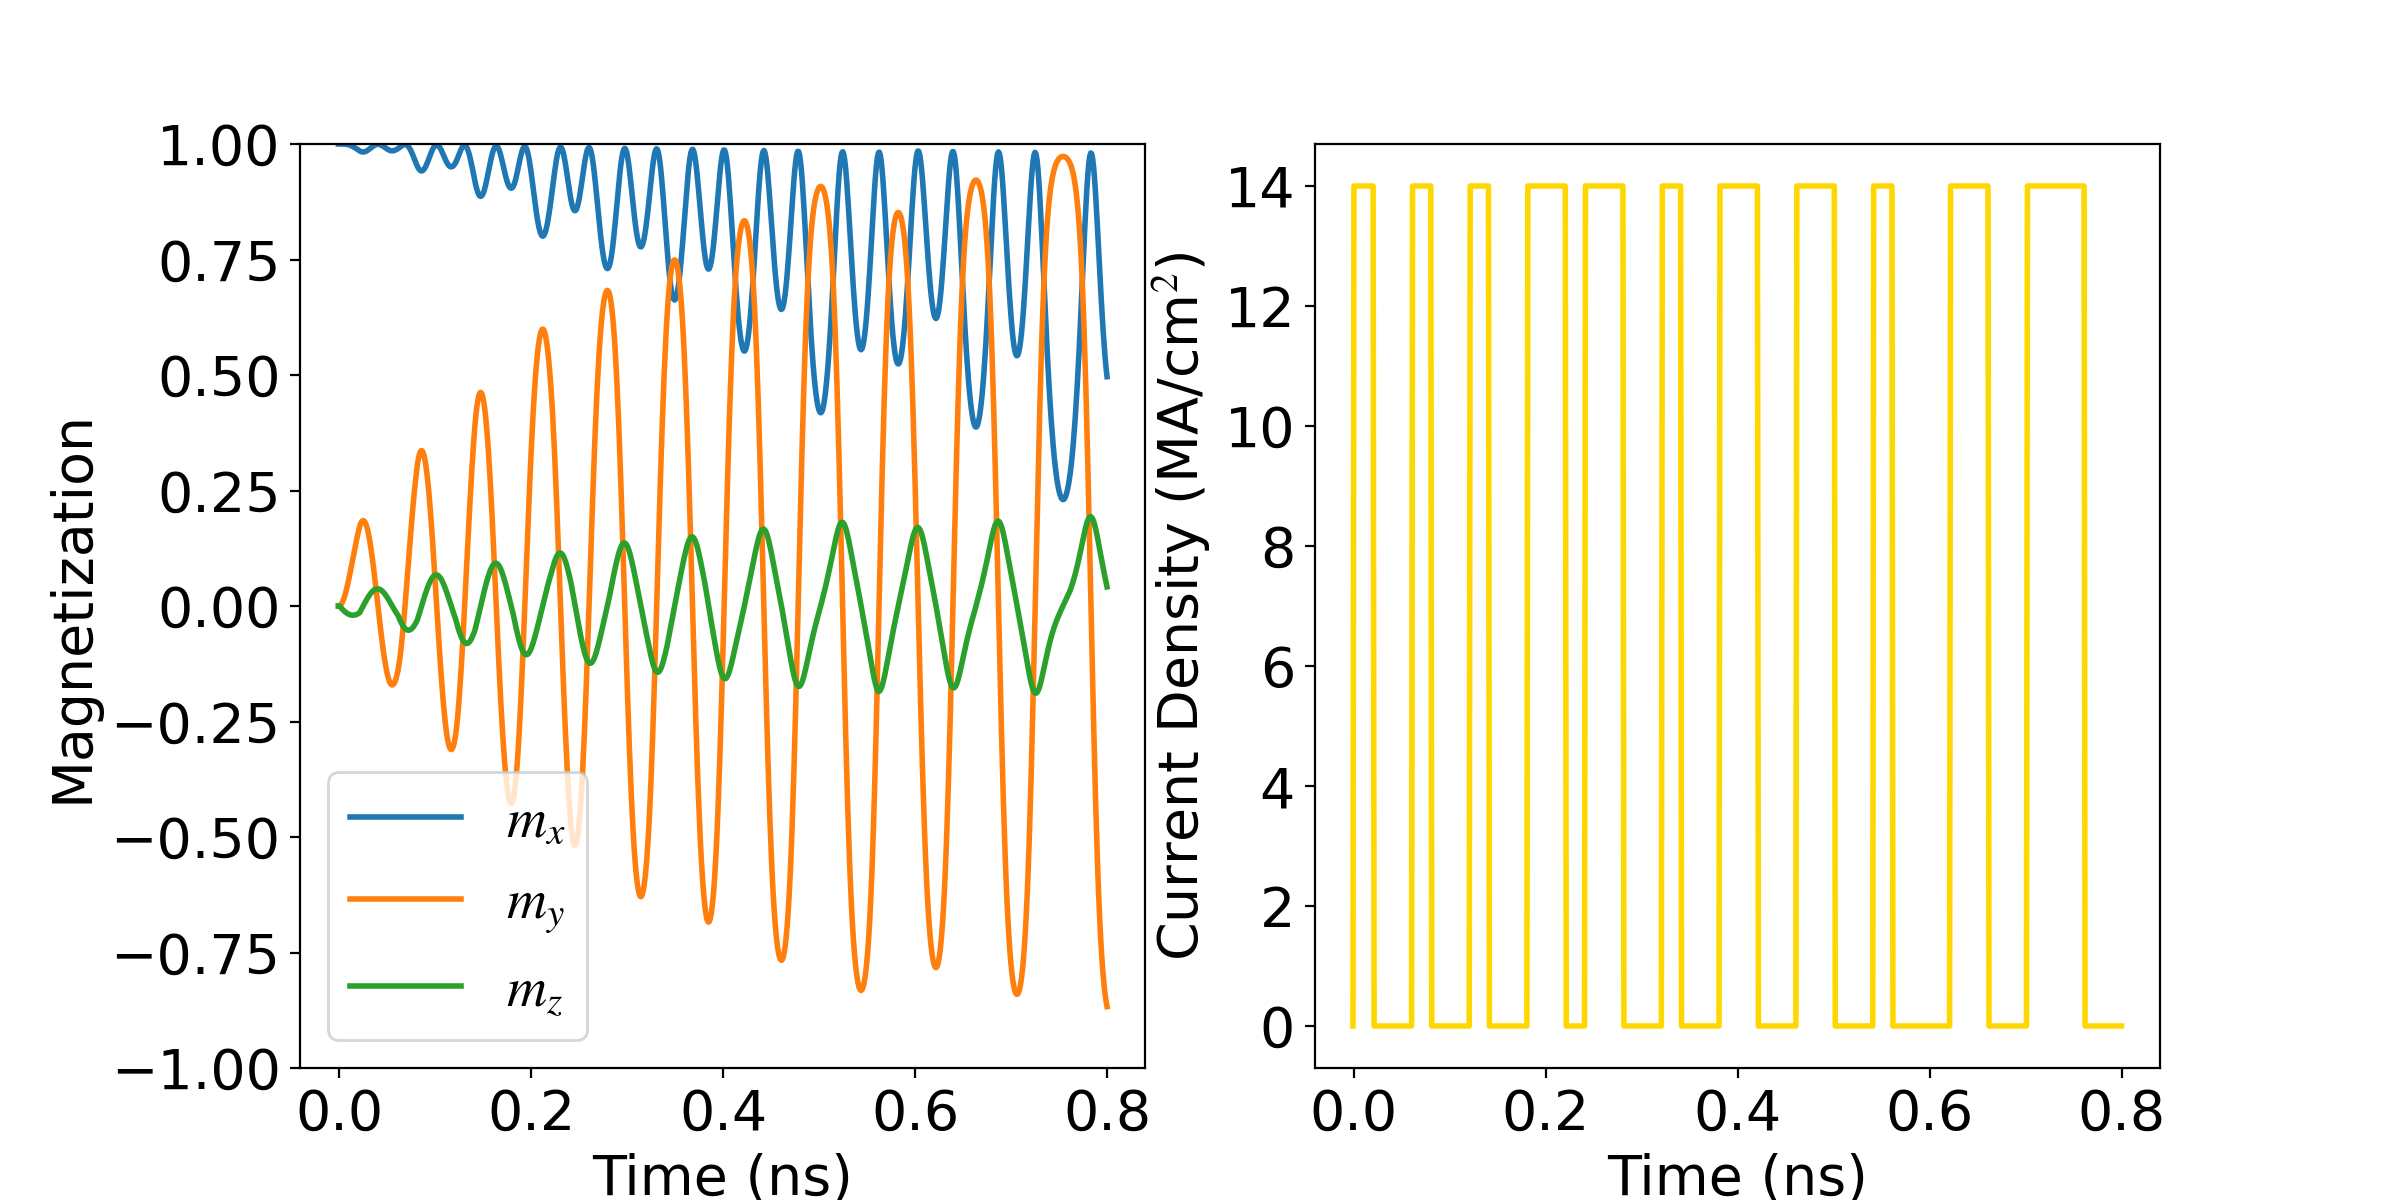 Magnetization
1.00
0.75
0.50
0.25
0.00
−0.25
−0.50
−0.75
−1.00
m_x
m_y
m_z
0.0 0.2 0.4 0.6 0.8
Time (ns)
Current Density (MA/cm²)
14
12
10
8
6
4
2
0
0.0 0.2 0.4 0.6 0.8
Time (ns)